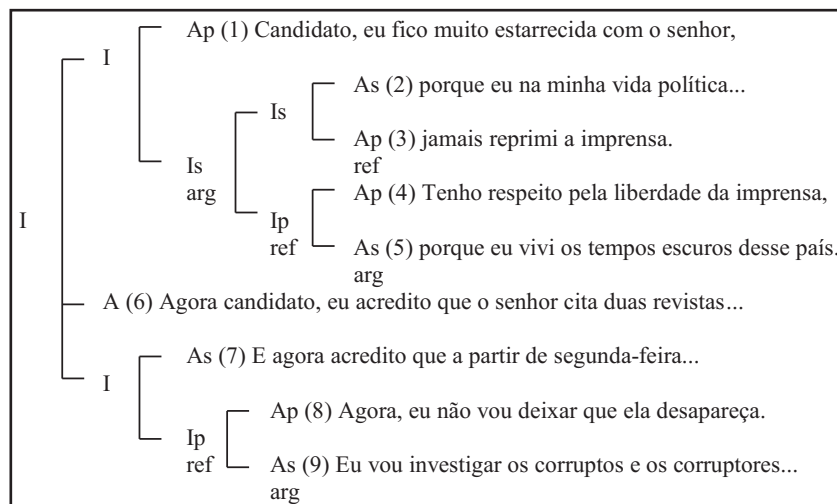 Ap (1) Candidato, eu fico muito estarrecida com o senhor,
I
As (2) porque eu na minha vida política...
Is
Ap (3) jamais reprimi a imprensa.
ref
Is
arg
Ap (4) Tenho respeito pela liberdade da imprensa,
Ip
ref
As (5) porque eu vivi os tempos escuros desse país.
arg
I
A (6) Agora candidato, eu acredito que o senhor cita duas revistas...
As (7) E agora acredito que a partir de segunda-feira...
I
Ap (8) Agora, eu não vou deixar que ela desapareça.
Ip
ref
As (9) Eu vou investigar os corruptos e os corruptores...
arg